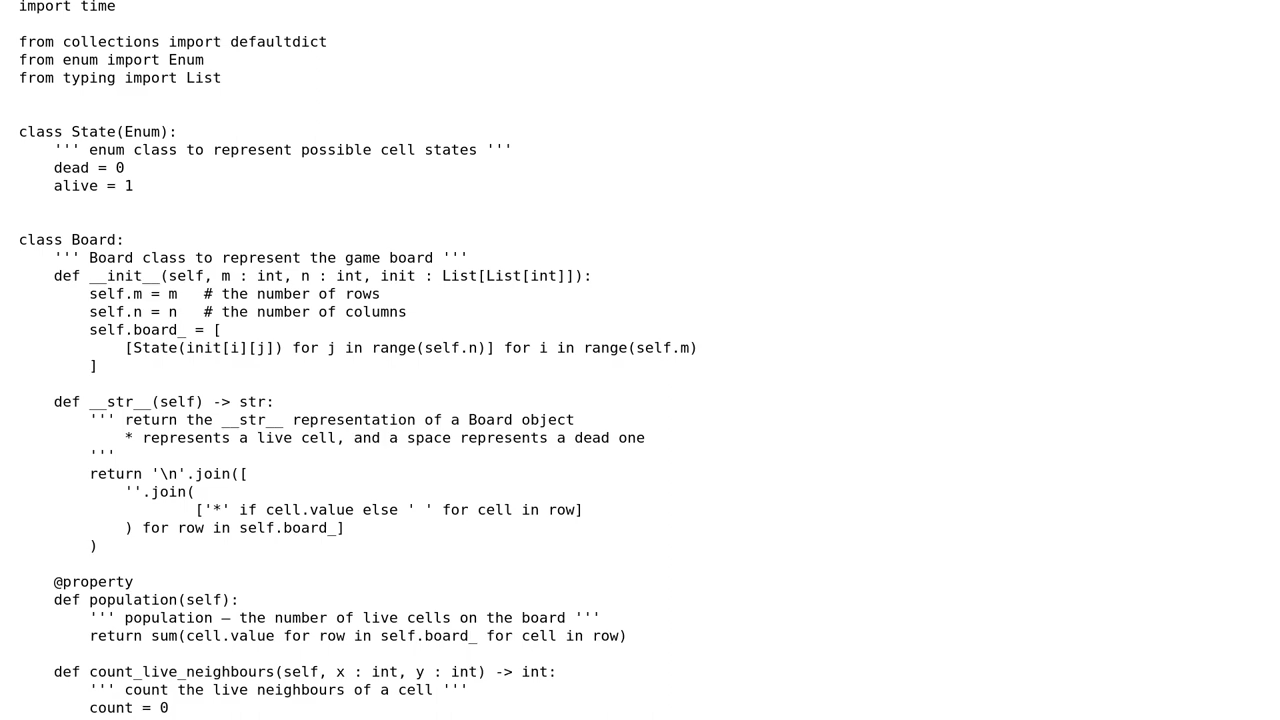 import time

from collections import defaultdict
from enum import Enum
from typing import List


class State(Enum):
    ''' enum class to represent possible cell states '''
    dead = 0
    alive = 1


class Board:
    ''' Board class to represent the game board '''
    def __init__(self, m : int, n : int, init : List[List[int]]):
        self.m = m   # the number of rows
        self.n = n   # the number of columns
        self.board_ = [
            [State(init[i][j]) for j in range(self.n)] for i in range(self.m)
        ]

    def __str__(self) -> str:
        ''' return the __str__ representation of a Board object
            * represents a live cell, and a space represents a dead one
        '''
        return '\n'.join([
            ''.join(
                    ['*' if cell.value else ' ' for cell in row]
            ) for row in self.board_]
        )

    @property
    def population(self):
        ''' population – the number of live cells on the board '''
        return sum(cell.value for row in self.board_ for cell in row)

    def count_live_neighbours(self, x : int, y : int) -> int:
        ''' count the live neighbours of a cell '''
        count = 0